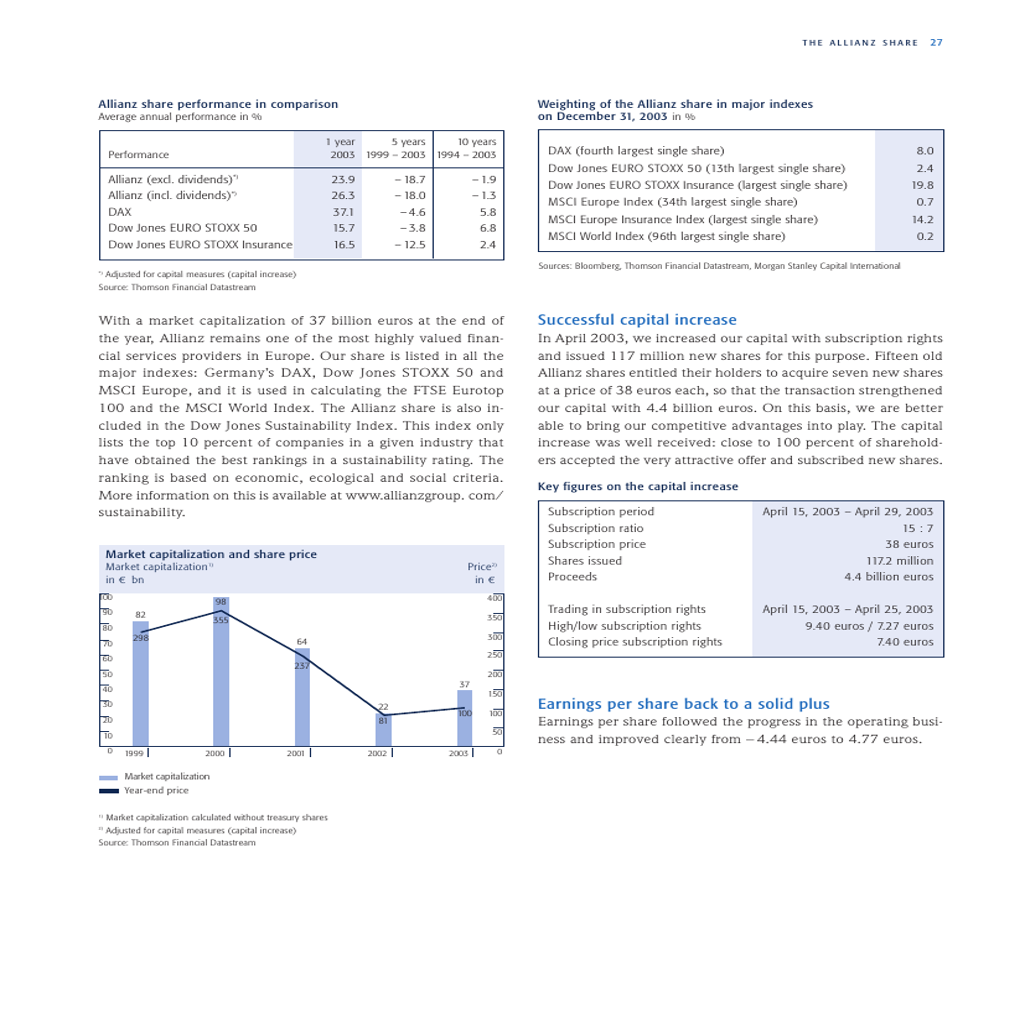 THE ALLIANZ SHARE 27
Allianz share performance in comparison
Average annual performance in %
1 year 5 years 10 years
Performance 2003 1999 – 2003 1994 – 2003
Allianz (excl. dividends)*) 23.9 – 18.7 – 1.9
Allianz (incl. dividends)*) 26.3 – 18.0 – 1.3
DAX 37.1 – 4.6 5.8
Dow Jones EURO STOXX 50 15.7 – 3.8 6.8
Dow Jones EURO STOXX Insurance 16.5 – 12.5 2.4
*) Adjusted for capital measures (capital increase)
Source: Thomson Financial Datastream
With a market capitalization of 37 billion euros at the end of
the year, Allianz remains one of the most highly valued finan-
cial services providers in Europe. Our share is listed in all the
major indexes: Germany's DAX, Dow Jones STOXX 50 and
MSCI Europe, and it is used in calculating the FTSE Eurotop
100 and the MSCI World Index. The Allianz share is also in-
cluded in the Dow Jones Sustainability Index. This index only
lists the top 10 percent of companies in a given industry that
have obtained the best rankings in a sustainability rating. The
ranking is based on economic, ecological and social criteria.
More information on this is available at www.allianzgroup. com/
sustainability.
Market capitalization and share price
Market capitalization1) Price2)
in € bn in €
100 400
90 350
80 300
70 250
60 200
50 150
40 100
30 50
20 0
10
0
82
298
98
355
64
237
22
81
37
100
1999 2000 2001 2002 2003
Market capitalization
Year-end price
1) Market capitalization calculated without treasury shares
2) Adjusted for capital measures (capital increase)
Source: Thomson Financial Datastream
Weighting of the Allianz share in major indexes
on December 31, 2003 in %
DAX (fourth largest single share) 8.0
Dow Jones EURO STOXX 50 (13th largest single share) 2.4
Dow Jones EURO STOXX Insurance (largest single share) 19.8
MSCI Europe Index (34th largest single share) 0.7
MSCI Europe Insurance Index (largest single share) 14.2
MSCI World Index (96th largest single share) 0.2
Sources: Bloomberg, Thomson Financial Datastream, Morgan Stanley Capital International
Successful capital increase
In April 2003, we increased our capital with subscription rights
and issued 117 million new shares for this purpose. Fifteen old
Allianz shares entitled their holders to acquire seven new shares
at a price of 38 euros each, so that the transaction strengthened
our capital with 4.4 billion euros. On this basis, we are better
able to bring our competitive advantages into play. The capital
increase was well received: close to 100 percent of sharehold-
ers accepted the very attractive offer and subscribed new shares.
Key figures on the capital increase
Subscription period April 15, 2003 – April 29, 2003
Subscription ratio 15 : 7
Subscription price 38 euros
Shares issued 117.2 million
Proceeds 4.4 billion euros
Trading in subscription rights April 15, 2003 – April 25, 2003
High/low subscription rights 9.40 euros / 7.27 euros
Closing price subscription rights 7.40 euros
Earnings per share back to a solid plus
Earnings per share followed the progress in the operating busi-
ness and improved clearly from – 4.44 euros to 4.77 euros.